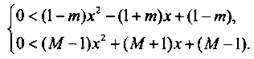 0 < (1-m)x² -(1+m)x+(1-m),
0 < (M-1)x² +(M+1)x+(M-1).